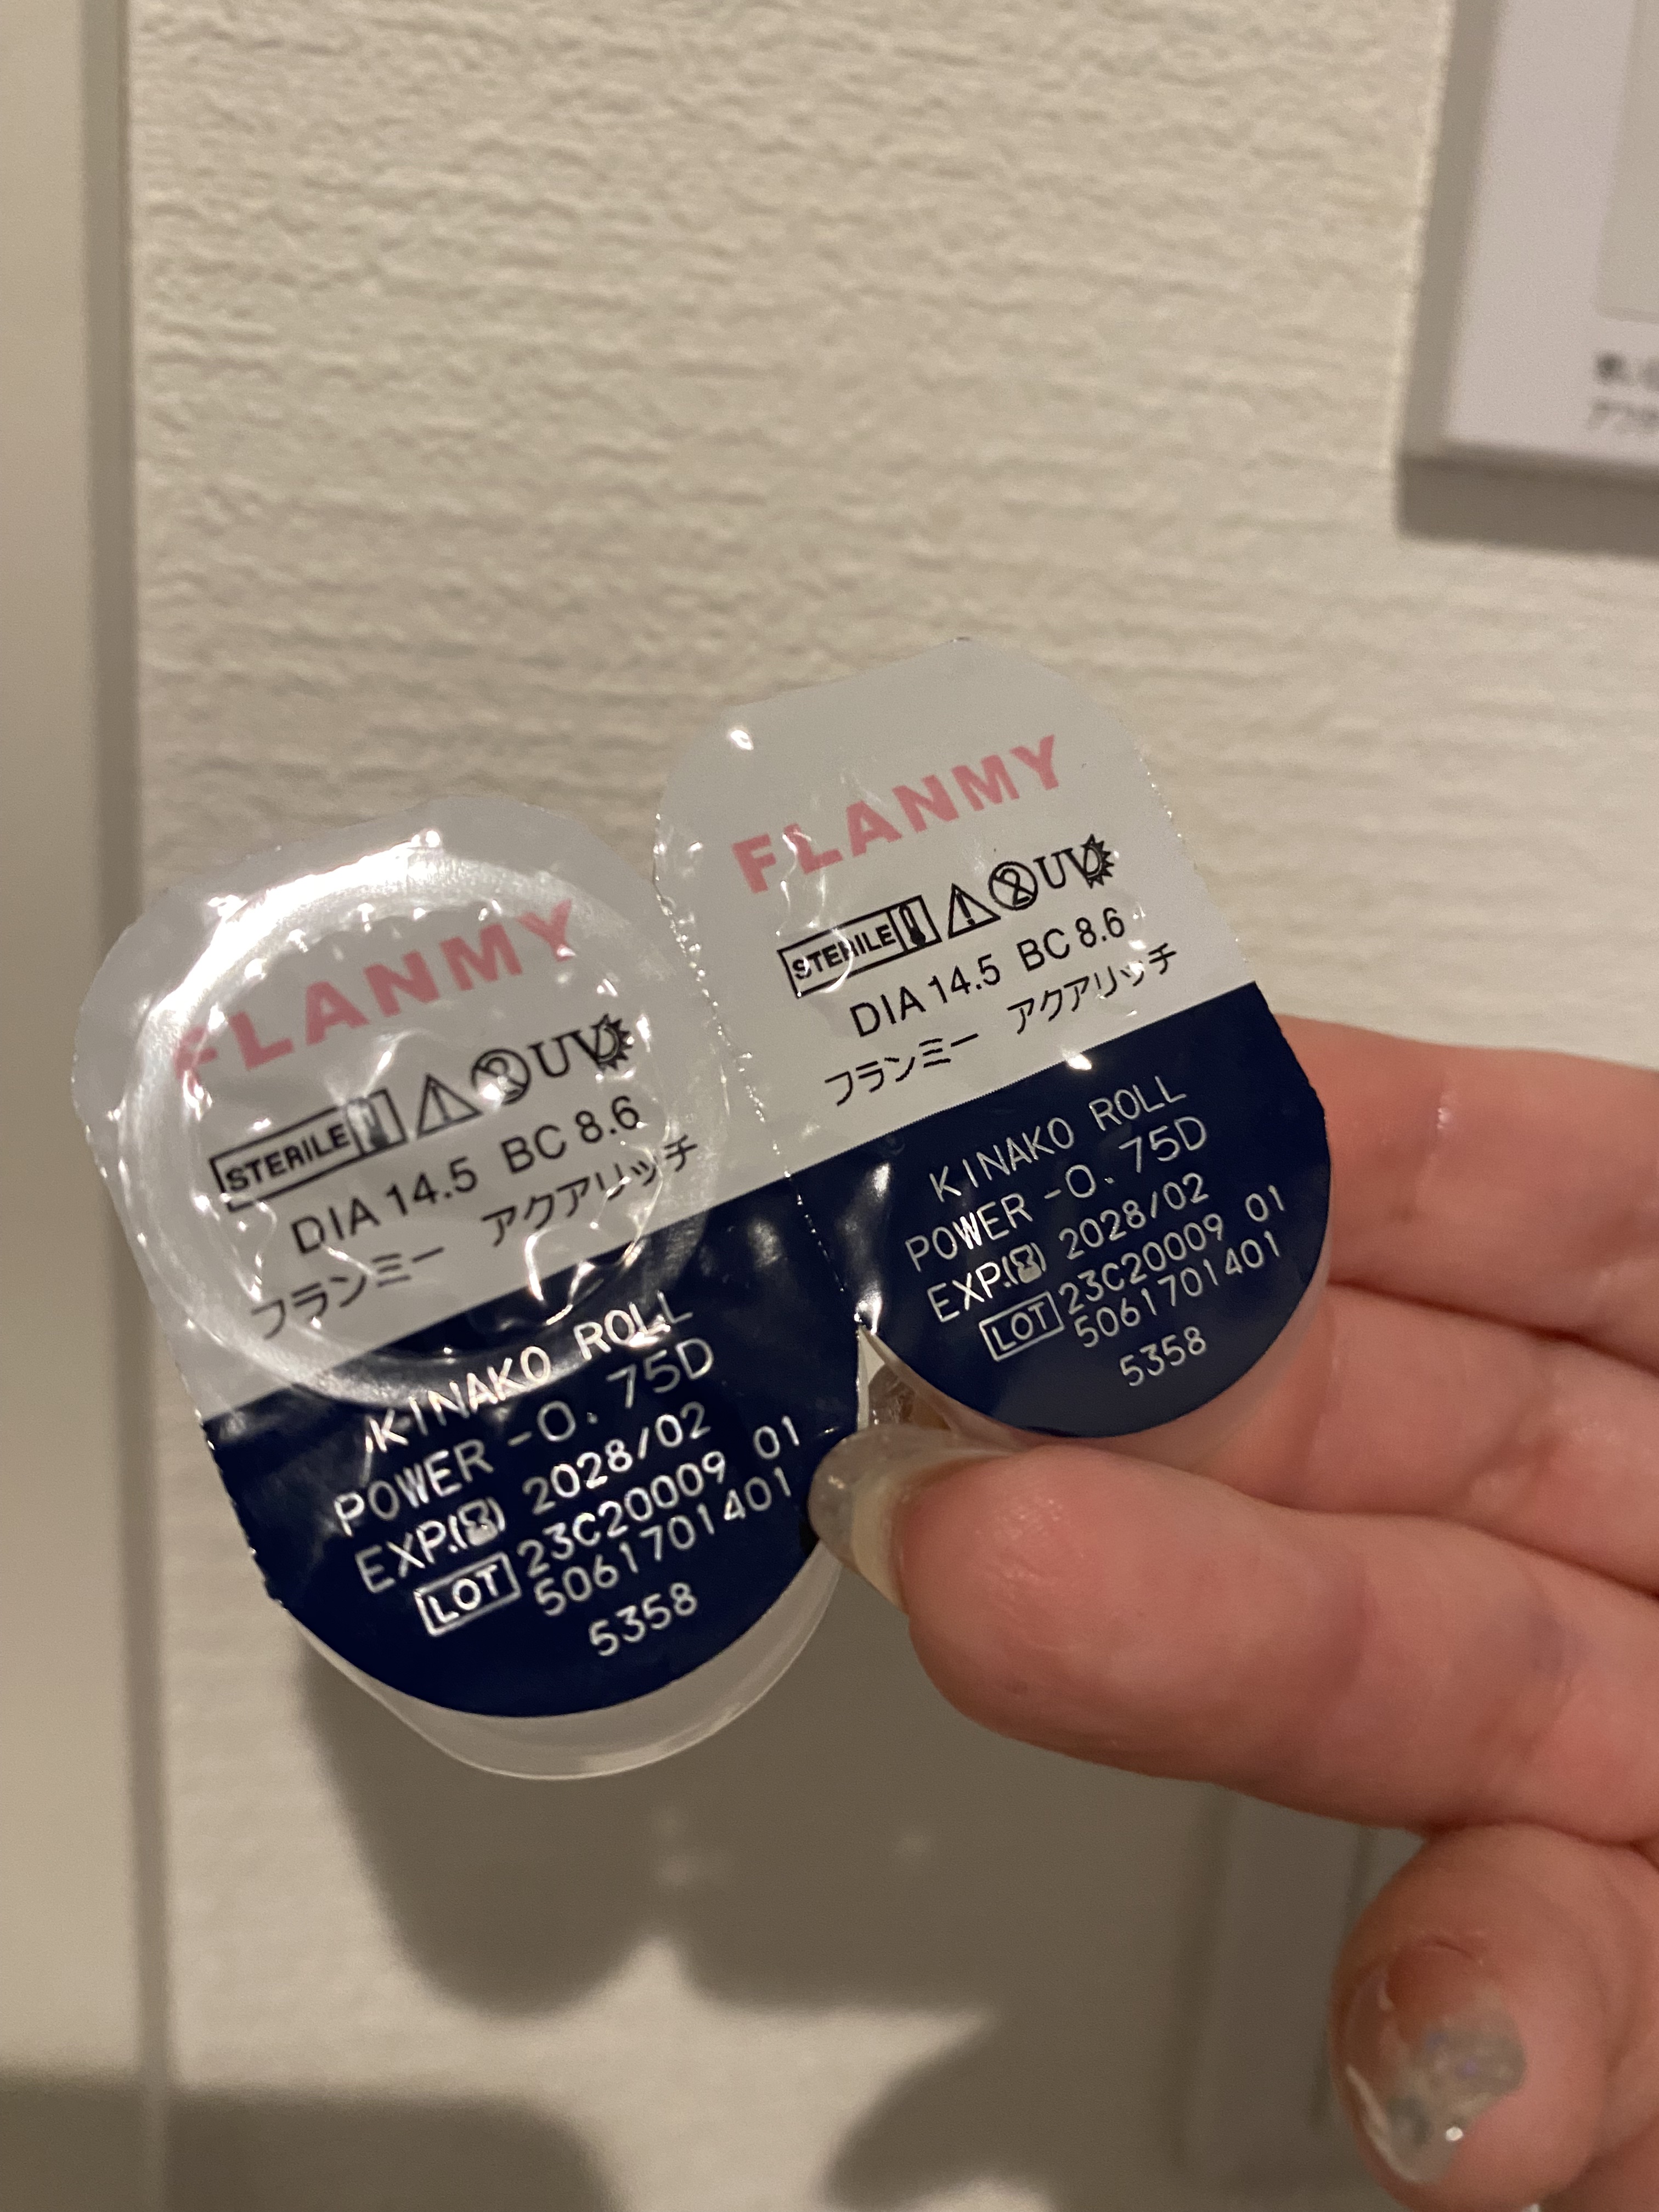 FLANMY
STERILE UV
DIA 14.5 BC 8.6
フランミー アクアリッチ
KINAKO ROLL
POWER -0.75D
EXP.( ) 2028/02
LOT 23C20009 01
5061701401
5358
FLANMY
STERILE UV
DIA 14.5 BC 8.6
フランミー アクアリッチ
KINAKO ROLL
POWER -0.75D
EXP.( ) 2028/02
LOT 23C20009 01
5061701401
5358